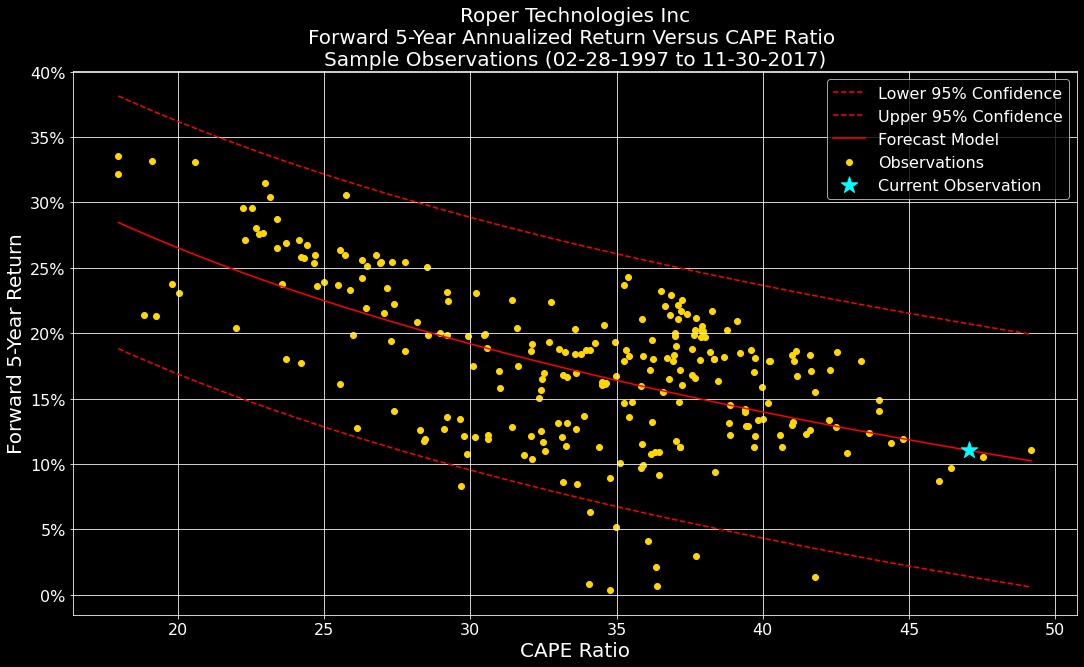 Roper Technologies Inc
Forward 5-Year Annualized Return Versus CAPE Ratio
Sample Observations (02-28-1997 to 11-30-2017)
Lower 95% Confidence
Upper 95% Confidence
Forecast Model
Observations
Current Observation
Forward 5-Year Return
40%
35%
30%
25%
20%
15%
10%
5%
0%
20
25
30
35
40
45
50
CAPE Ratio